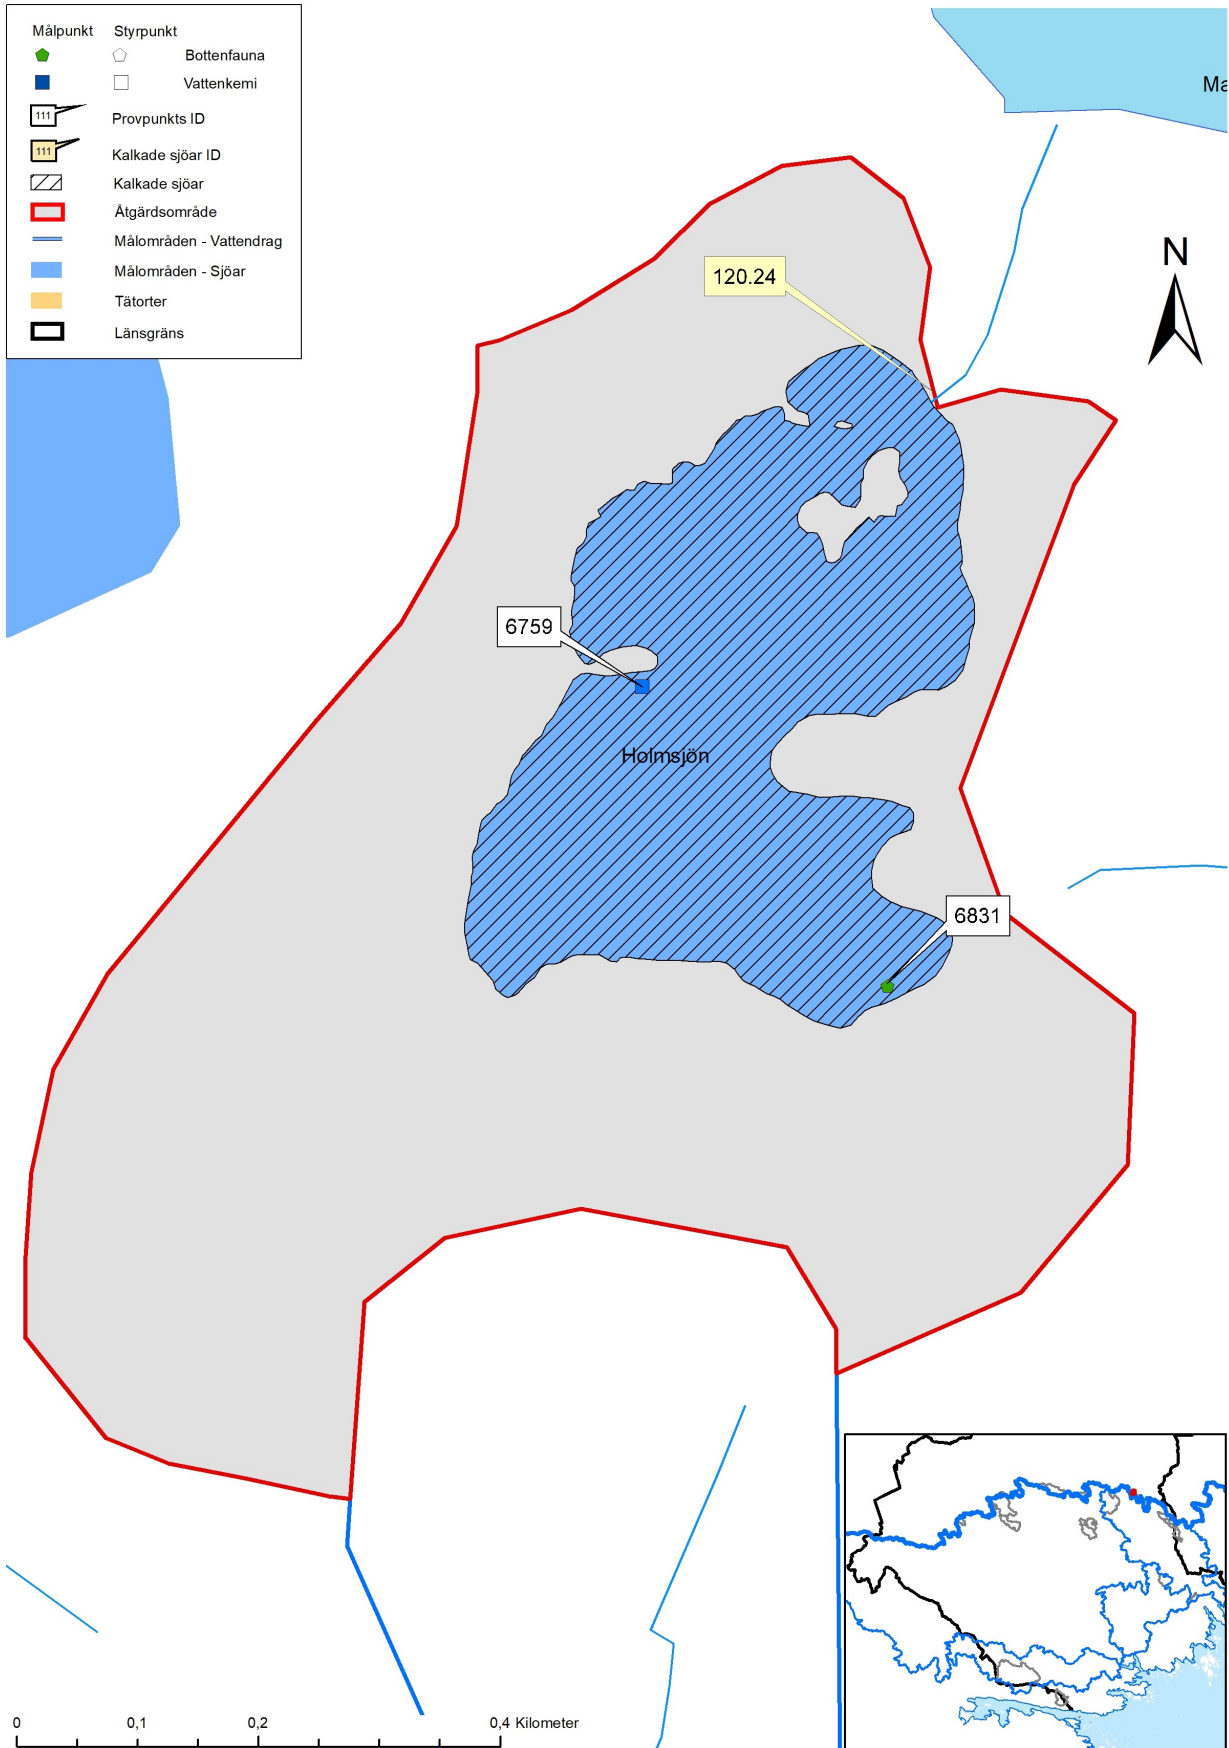 Målpunkt Styrpunkt
Bottenfauna
Vattenkemi
111 Provpunkts ID
111 Kalkade sjöar ID
Kalkade sjöar
Åtgärdsområde
Målområden - Vattendrag
Målområden - Sjöar
Tätorter
Länsgräns
Ma
N
120.24
6759
Holmsjön
6831
0 0,1 0,2 0,4 Kilometer